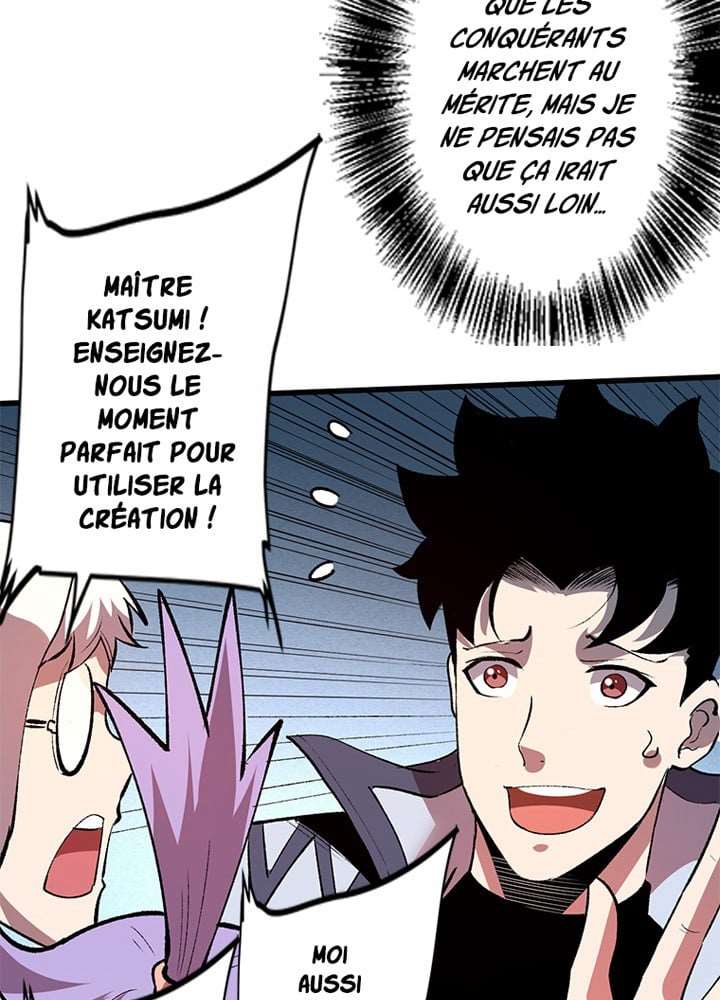 QUE LES
CONQUÉRANTS
MARCHENT AU
MÉRITE, MAIS JE
NE PENSAIS PAS
QUE ÇA IRAIT
AUSSI LOIN...
MAÎTRE
KATSUMI !
ENSEIGNEZ-
NOUS LE
MOMENT
PARFAIT POUR
UTILISER LA
CRÉATION !
MOI
AUSSI